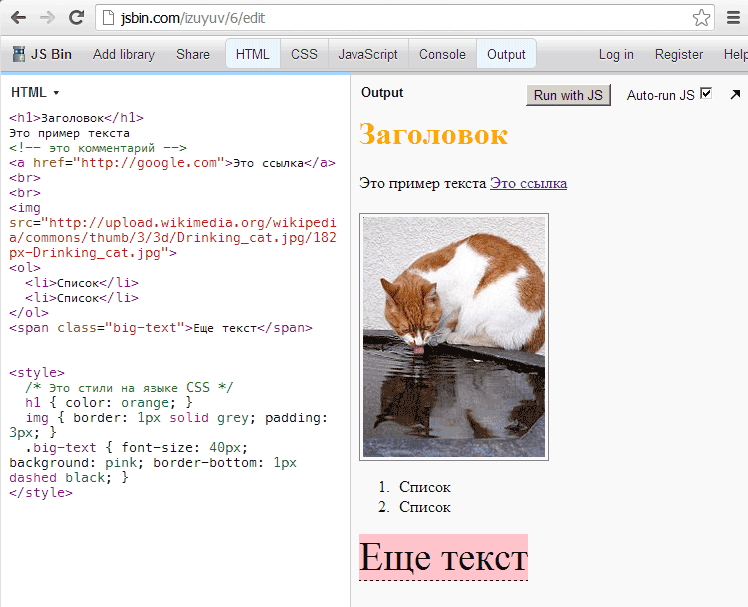 jsbin.com/izuyuv/6/edit
JS Bin Add library Share HTML CSS JavaScript Console Output Log in Register Help
HTML
<h1>Заголовок</h1>
Это пример текста
<!-- это комментарий -->
<a href="http://google.com">Это ссылка</a>
<br>
<br>
<img
src="http://upload.wikimedia.org/wikipedi
a/commons/thumb/3/3d/Drinking_cat.jpg/182
px-Drinking_cat.jpg">
<ol>
<li>Список</li>
<li>Список</li>
</ol>
<span class="big-text">Еще текст</span>
<style>
/* Это стили на языке CSS */
h1 { color: orange; }
img { border: 1px solid grey; padding:
3px; }
.big-text { font-size: 40px;
background: pink; border-bottom: 1px
dashed black; }
</style>
Output Run with JS Auto-run JS
Заголовок
Это пример текста Это ссылка
1. Список
2. Список
Еще текст